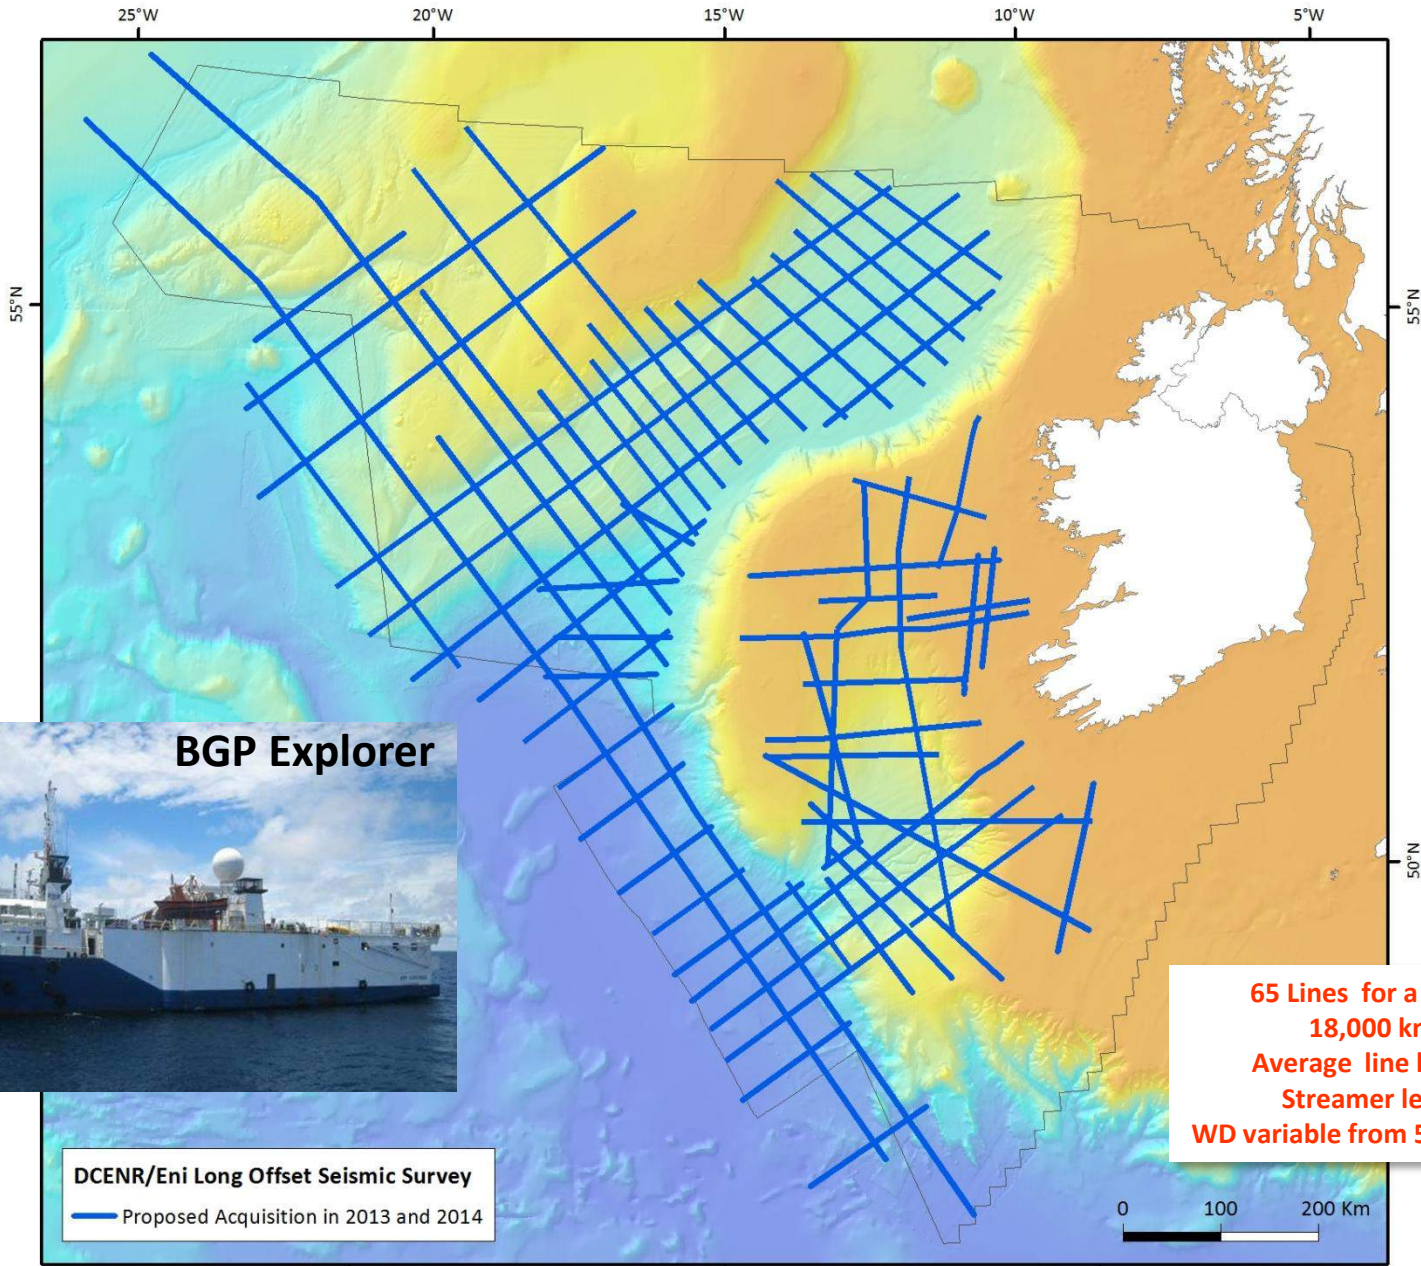 25°W 20°W 15°W 10°W 5°W
55°N 55°N
BGP Explorer
50°N
65 Lines for a
18,000 k
Average line
Streamer le
WD variable from 5
DCENR/Eni Long Offset Seismic Survey
Proposed Acquisition in 2013 and 2014
0 100 200 Km